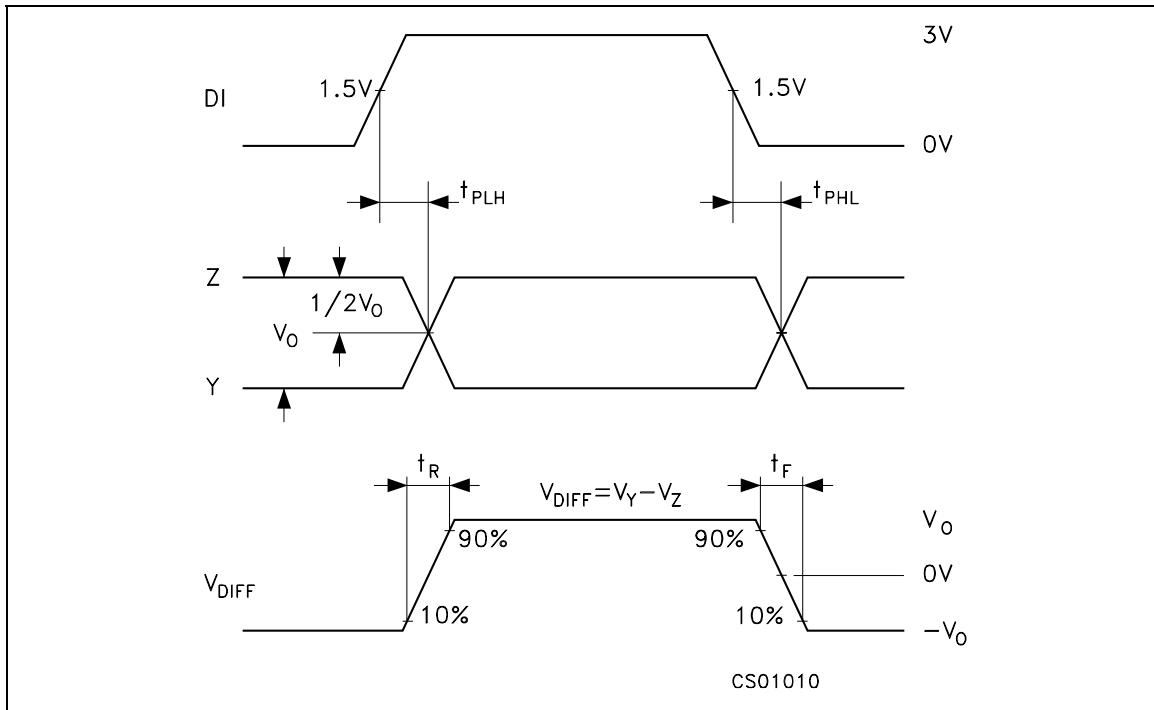 3V
1.5V
1.5V
DI
0V
tPLH
tPHL
Z
1/2VO
VO
Y
tR
tF
VDIFF=VY−VZ
VO
90%
90%
0V
VDIFF
10%
10%
−VO
CS01010